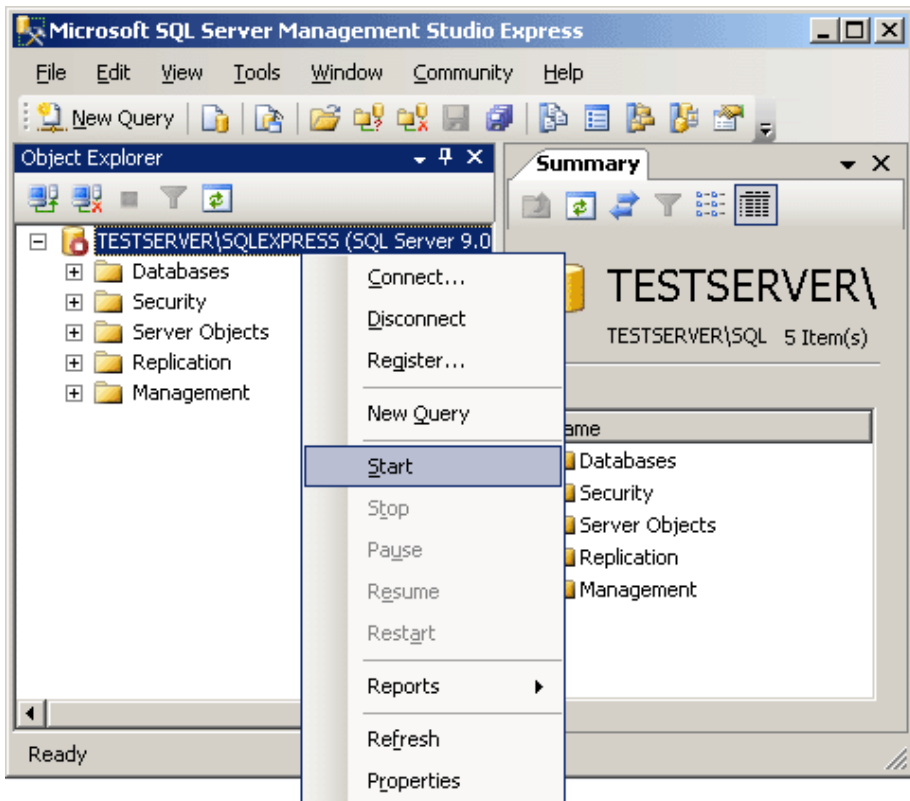 Microsoft SQL Server Management Studio Express
File Edit View Tools Window Community Help
New Query
Object Explorer
Summary
TESTSERVER\SQLEXPRESS (SQL Server 9.0
Databases
Security
Server Objects
Replication
Management
Connect...
Disconnect
Register...
New Query
Start
Stop
Pause
Resume
Restart
Reports
Refresh
Properties
TESTSERVER\
TESTSERVER\SQL 5 Item(s)
ame
Databases
Security
Server Objects
Replication
Management
Ready